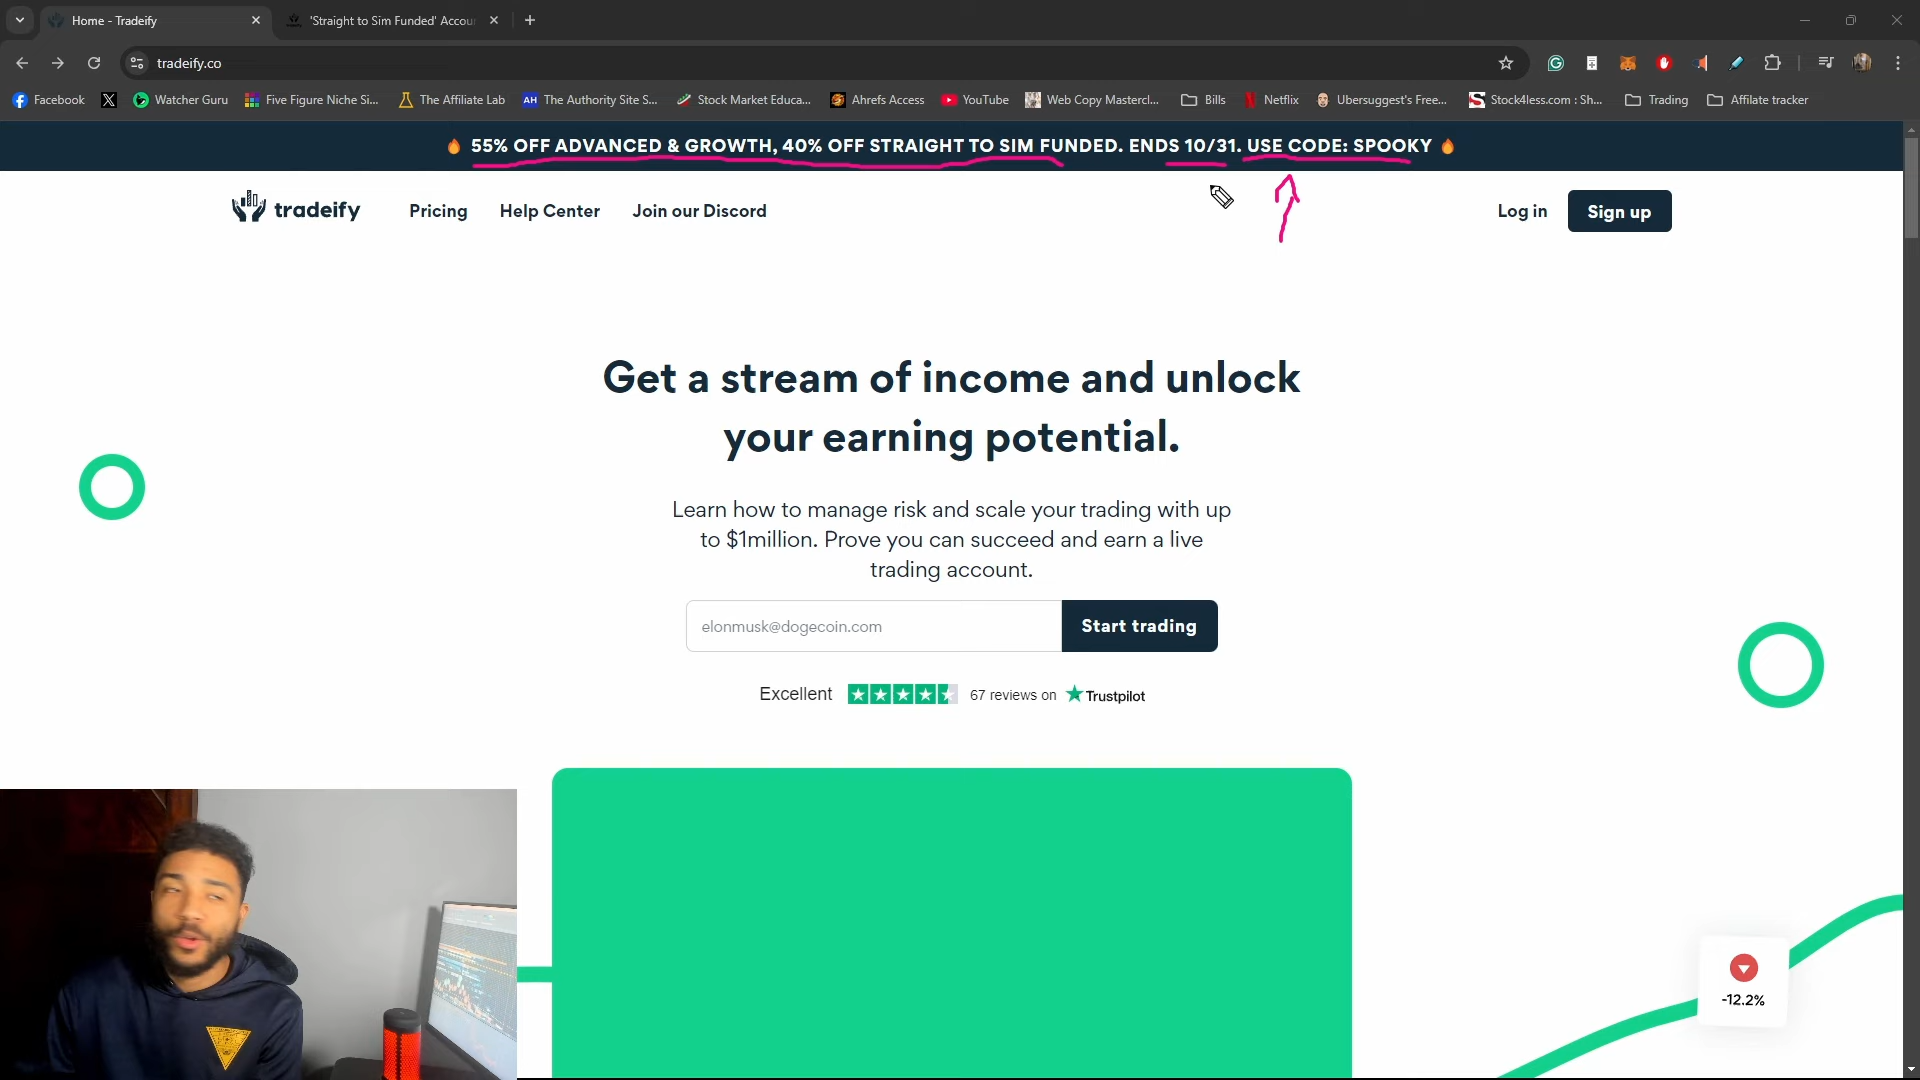 Home - Tradeify
'Straight to Sim Funded' Accou
tradeify.co
Facebook
Watcher Guru
Five Figure Niche Si...
The Affiliate Lab
AH The Authority Site S...
Stock Market Educa...
Ahrefs Access
YouTube
Web Copy Mastercl...
Bills
Netflix
Ubersuggest's Free...
Stock4less.com : Sh...
Trading
Affilate tracker
55% OFF ADVANCED & GROWTH, 40% OFF STRAIGHT TO SIM FUNDED. ENDS 10/31. USE CODE: SPOOKY
tradeify
Pricing
Help Center
Join our Discord
Log in
Sign up
Get a stream of income and unlock
your earning potential.
Learn how to manage risk and scale your trading with up
to $1million. Prove you can succeed and earn a live
trading account.
elonmusk@dogecoin.com
Start trading
Excellent
67 reviews on
Trustpilot
-12.2%